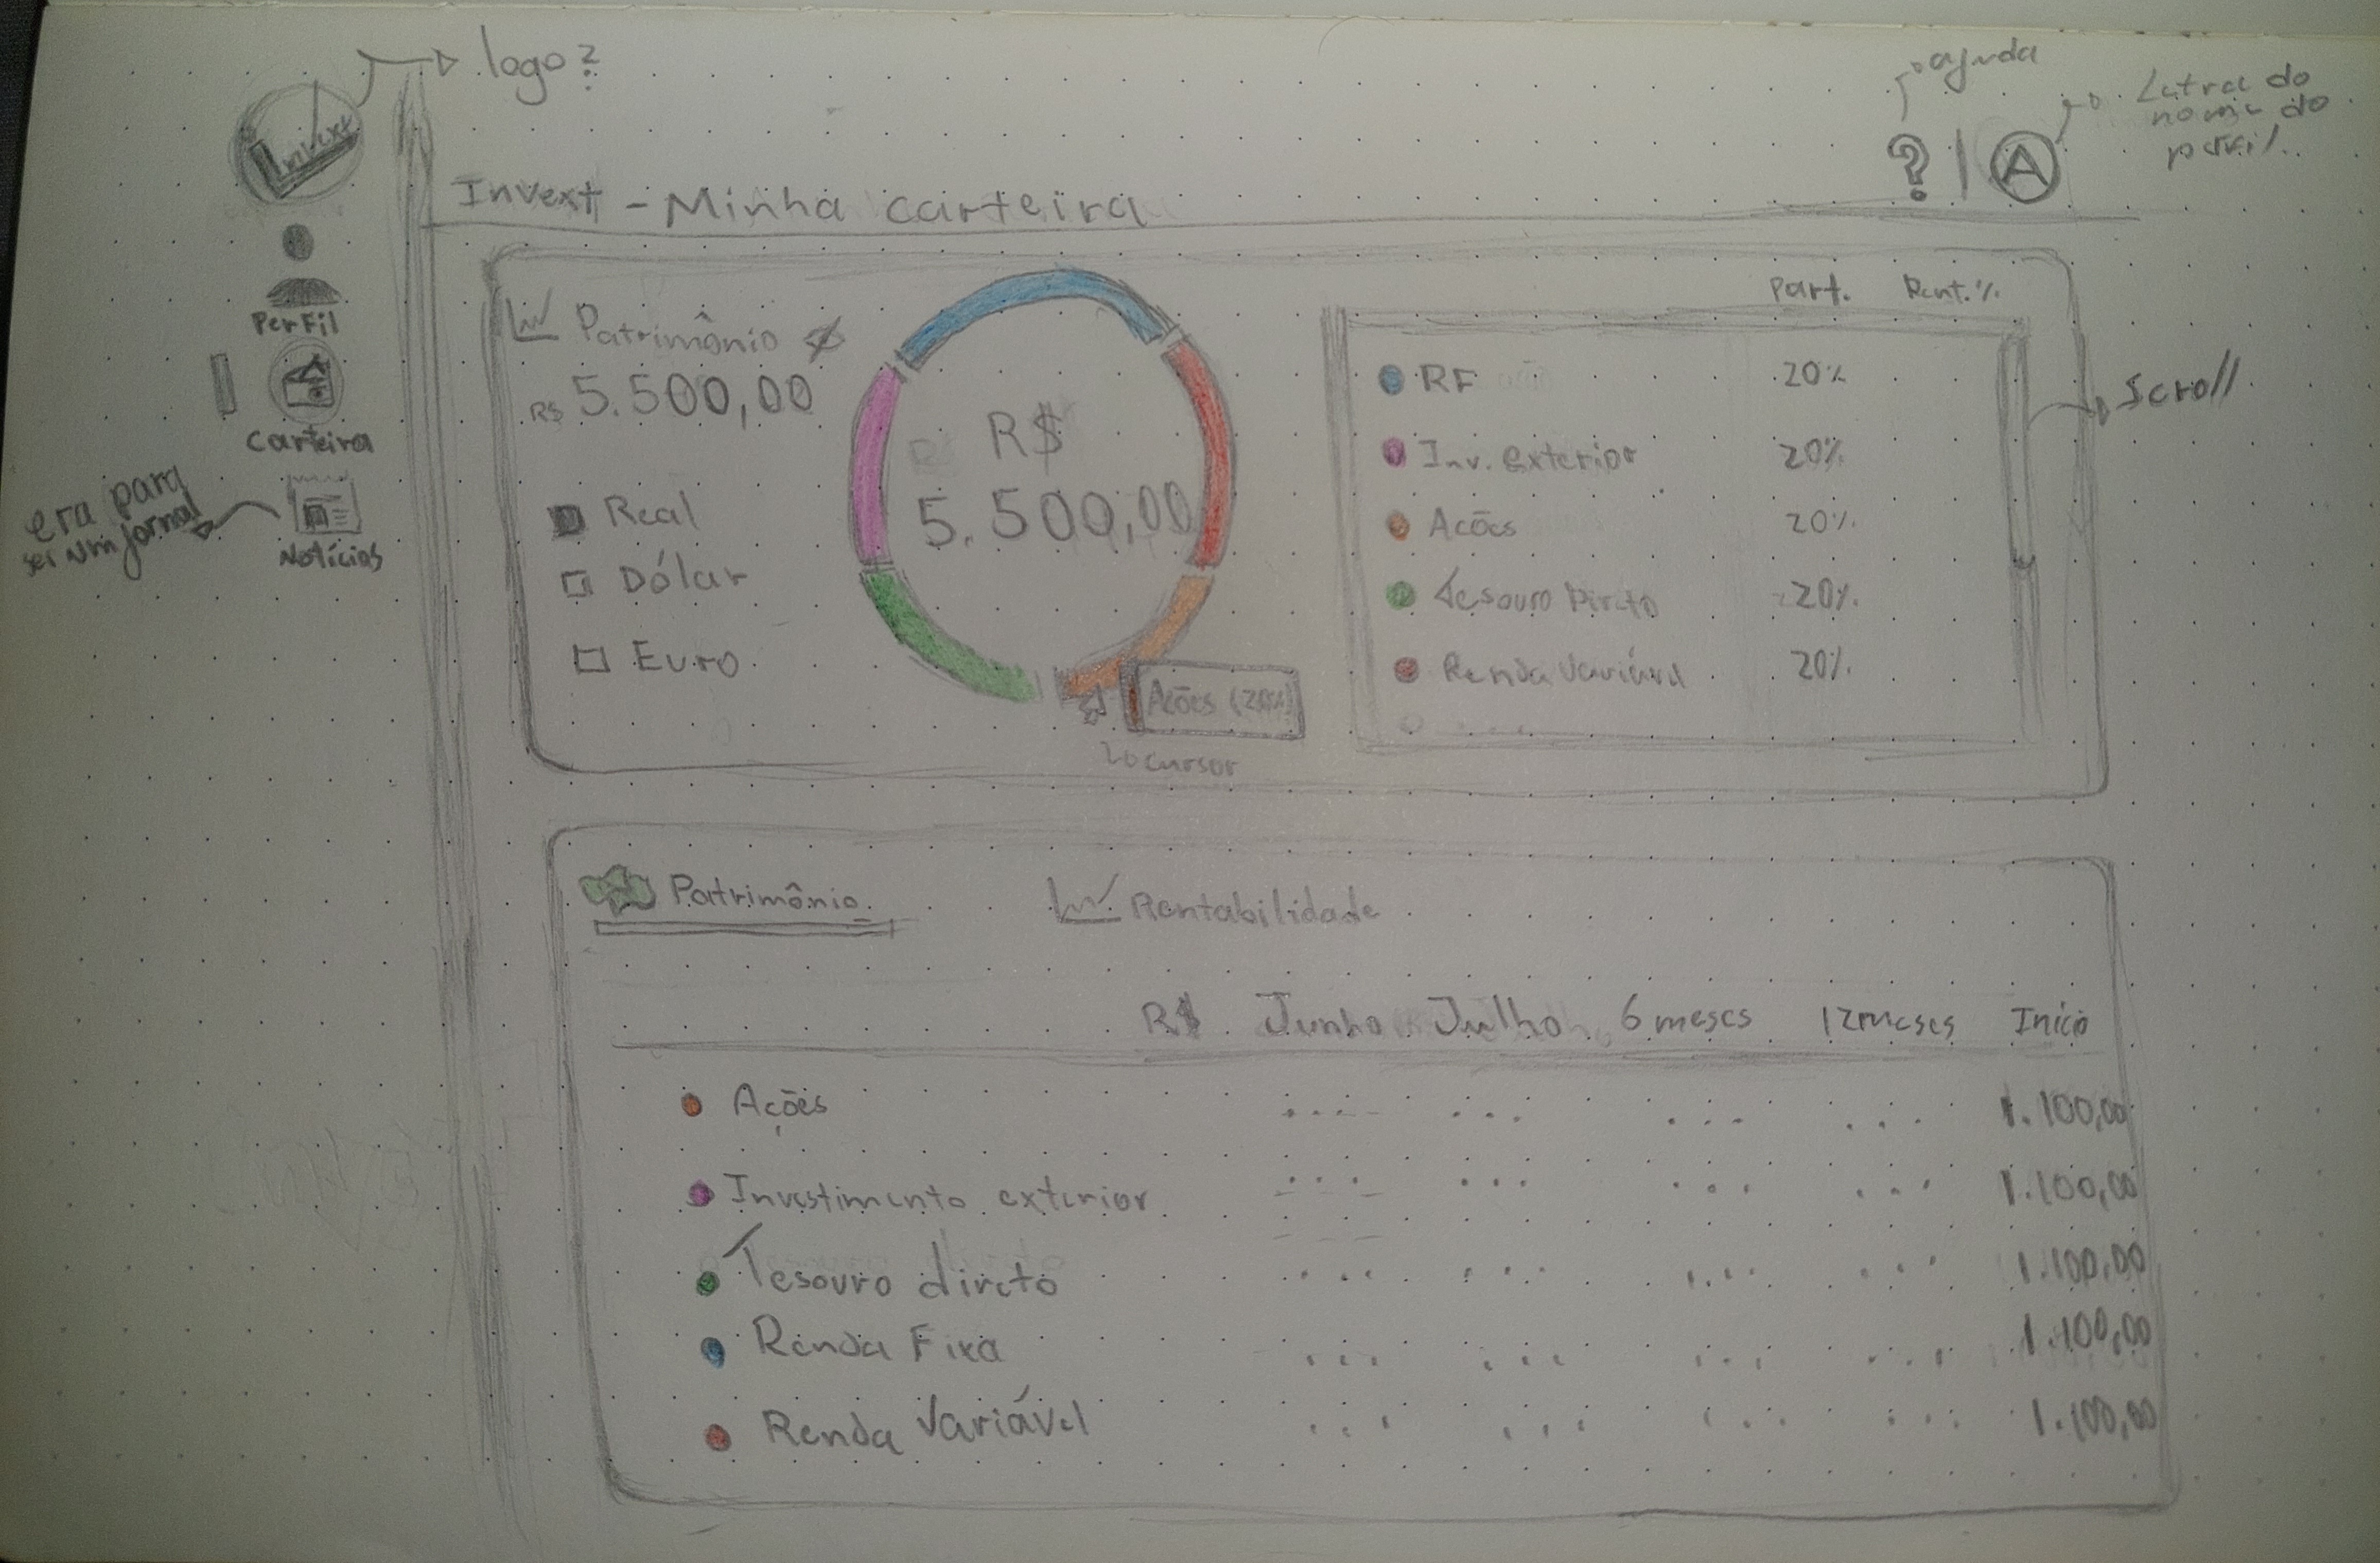 logo?
ajuda
Letra do
nome do
perfil.
Invext
? | A
Invext - Minha carteira
Perfil
Carteira
era para
ser um jornal
Notícias
Patrimônio
R$ 5.500,00
Real
Dólar
Euro
R$
5.500,00
Ações (20%)
cursor
Part. Rent.%
RF 20%
Inv. exterior 20%
Acões 20%
Tesouro Direto 20%
Renda Variável 20%
Scroll
Patrimônio Rentabilidade
R$ Junho Julho 6 meses 12 meses Início
Ações ... ... ... ... 1.100,00
Investimento exterior ... ... ... ... 1.100,00
Tesouro direto ... ... ... ... 1.100,00
Renda Fixa ... ... ... ... 1.100,00
Renda Variável ... ... ... ... 1.100,00